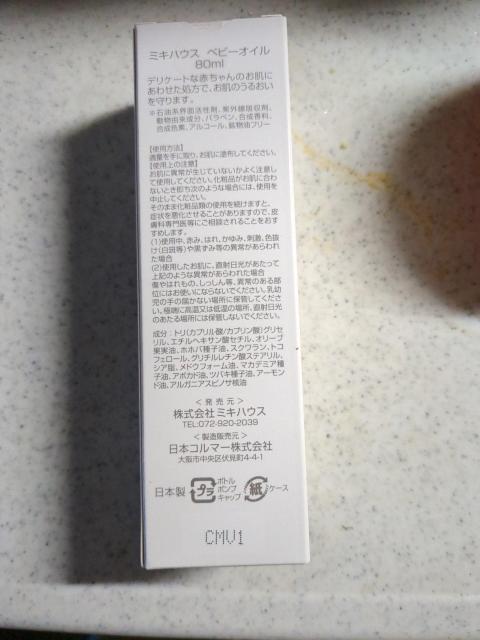 ミキハウス ベビーオイル
80ml
デリケートな赤ちゃんのお肌に
あわせた処方で、お肌のうるおい
を守ります。
※石油系界面活性剤、紫外線吸収剤、
動物由来成分、パラベン、合成香料、
合成色素、アルコール、鉱物油フリー
【使用方法】
適量を手に取り、お肌に塗布してください。
【使用上の注意】
お肌に異常が生じていないかよく注意し
て使用してください。化粧品がお肌に合わ
ないとき即ち次のような場合には、使用を
中止してください。
そのまま化粧品類の使用を続けますと、
症状を悪化させることがありますので、皮
膚科専門医等にご相談されることをおす
すめします。
(1)使用中、赤み、はれ、かゆみ、刺激、色抜
け(白斑等)や黒ずみ等の異常があらわれ
た場合
(2)使用したお肌に、直射日光があたって
上記のような異常があらわれた場合
傷やはれもの、しっしん等、異常のある部
位にはお使いにならないでください。乳幼
児の手の届かない場所に保管してくださ
い。極端に高温又は低温の場所、直射日光
のあたる場所には保管しないでください。
成分：トリ(カプリル酸/カプリン酸)グリセ
リル、エチルヘキサン酸セチル、オリーブ
果実油、ホホバ種子油、スクワラン、トコ
フェロール、グリチルレチン酸ステアリル、
シア脂、メドウフォーム油、マカデミア種
子油、アボカド油、ツバキ種子油、アーモン
ド油、アルガニアスピノサ核油
＜発売元＞
株式会社ミキハウス
TEL:072-920-2039
＜製造販売元＞
日本コルマー株式会社
大阪市中央区伏見町4-4-1
日本製 プラ ボトル ポンプ キャップ 紙 ケース
CMV1